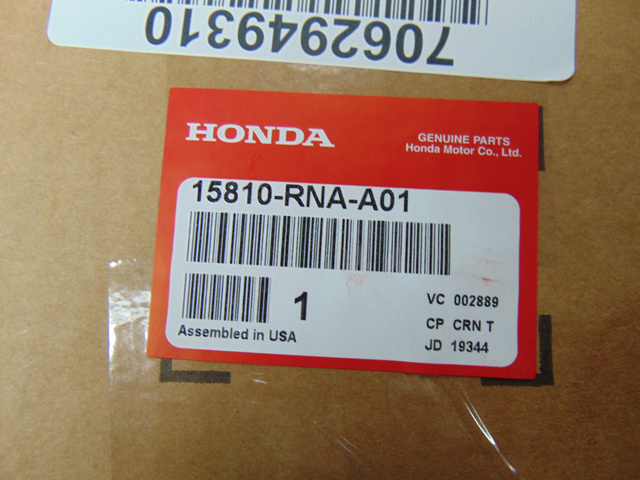 7062949310
HONDA
GENUINE PARTS
Honda Motor Co., Ltd.
15810-RNA-A01
1
VC 002889
CP CRN T
JD 19344
Assembled in USA